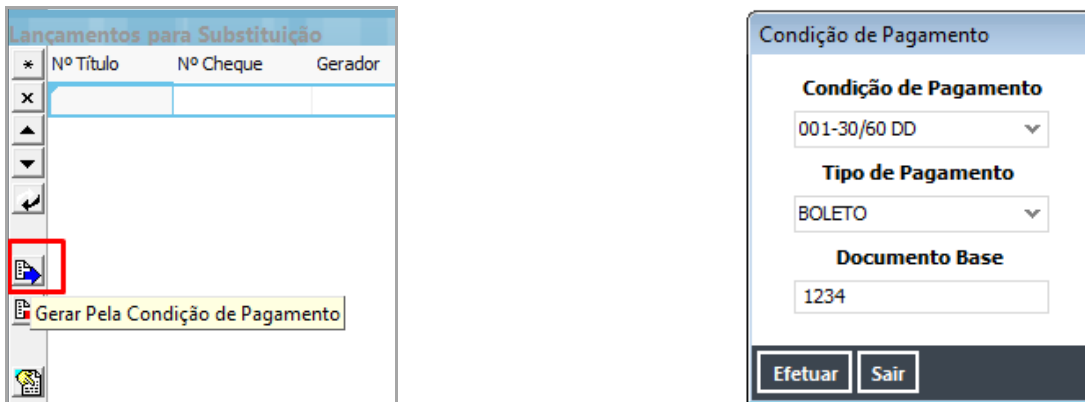 Lançamentos para Substituição
Nº Título Nº Cheque Gerador
Gerar Pela Condição de Pagamento
Condição de Pagamento
Condição de Pagamento
001-30/60 DD
Tipo de Pagamento
BOLETO
Documento Base
1234
Efetuar Sair